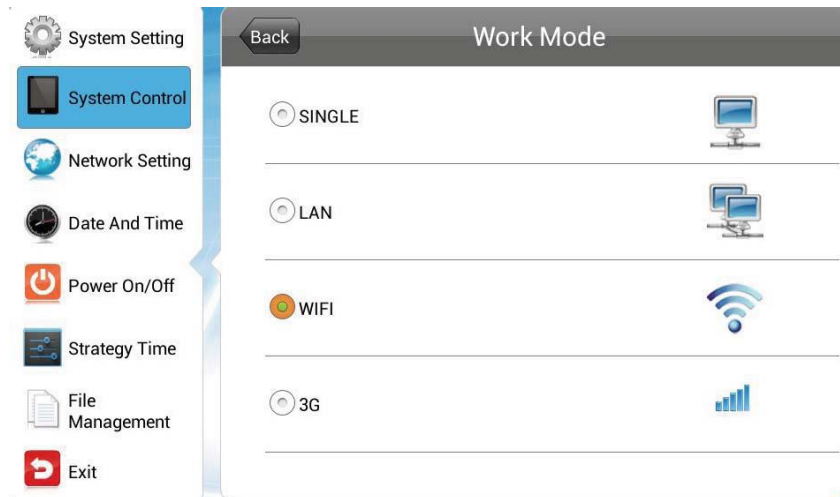 System Setting
System Control
Network Setting
Date And Time
Power On/Off
Strategy Time
File
Management
Exit
Back
Work Mode
SINGLE
LAN
WIFI
3G